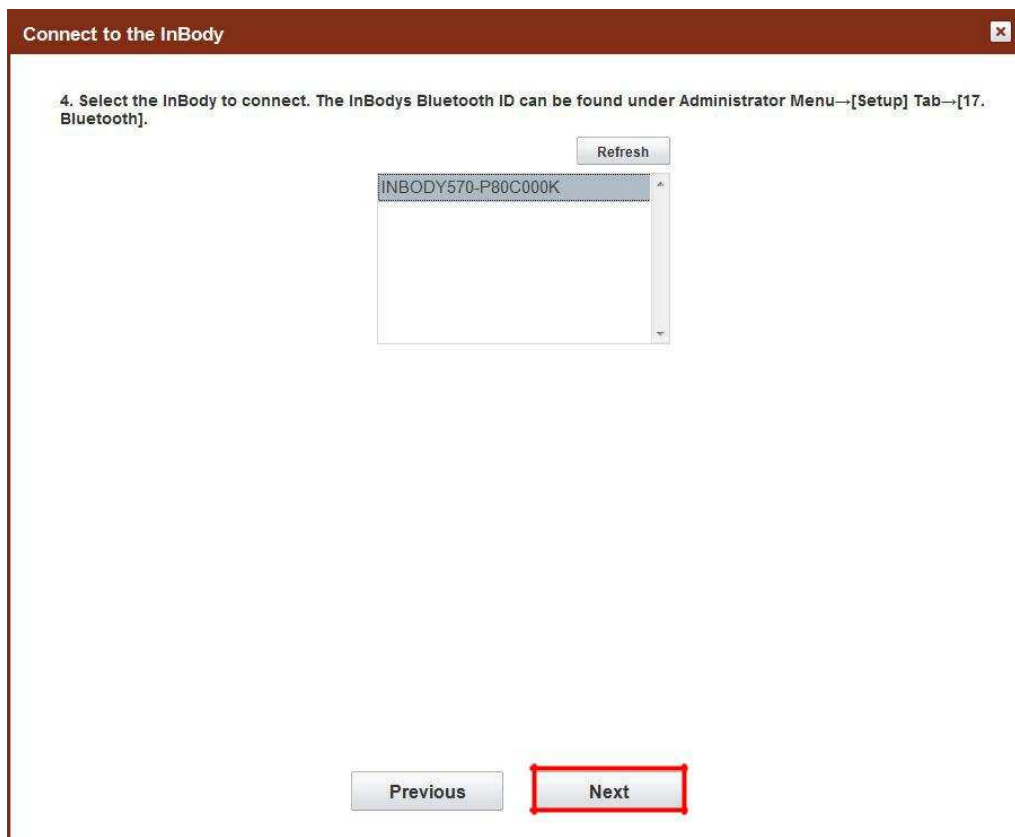 Connect to the InBody
4. Select the InBody to connect. The InBodys Bluetooth ID can be found under Administrator Menu→[Setup] Tab→[17.
Bluetooth].
Refresh
INBODY570-P80C000K
Previous
Next